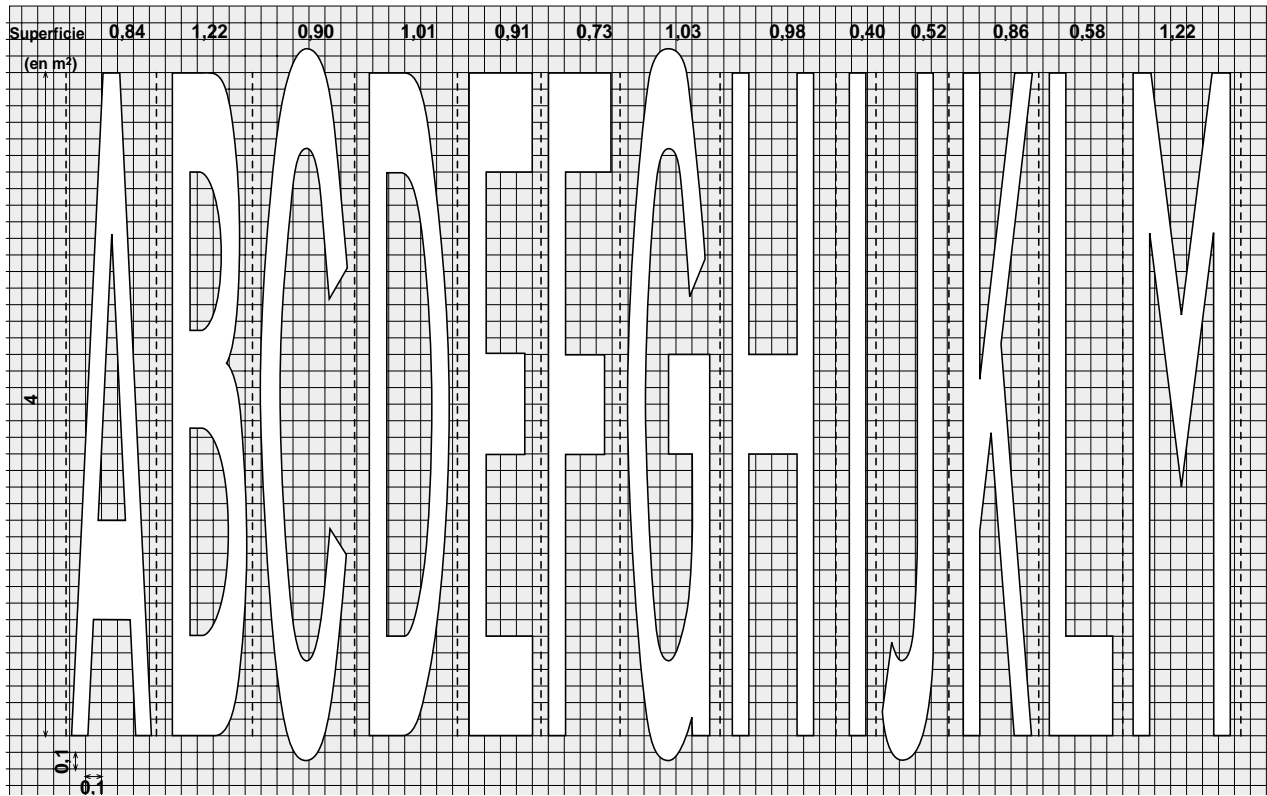 Superficie 0,84 1,22 0,90 1,01 0,91 0,73 1,03 0,98 0,40 0,52 0,86 0,58 1,22
(en m²)
A B C D E F G H I J K L M
4
0,1
0,1